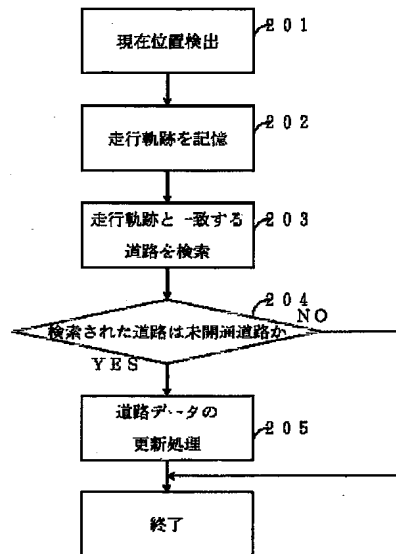 現在位置検出
201
走行軌跡を記憶
202
走行軌跡と一致する
道路を検索
203
204
検索された道路は未開通道路か
NO
YES
道路データの
更新処理
205
終了